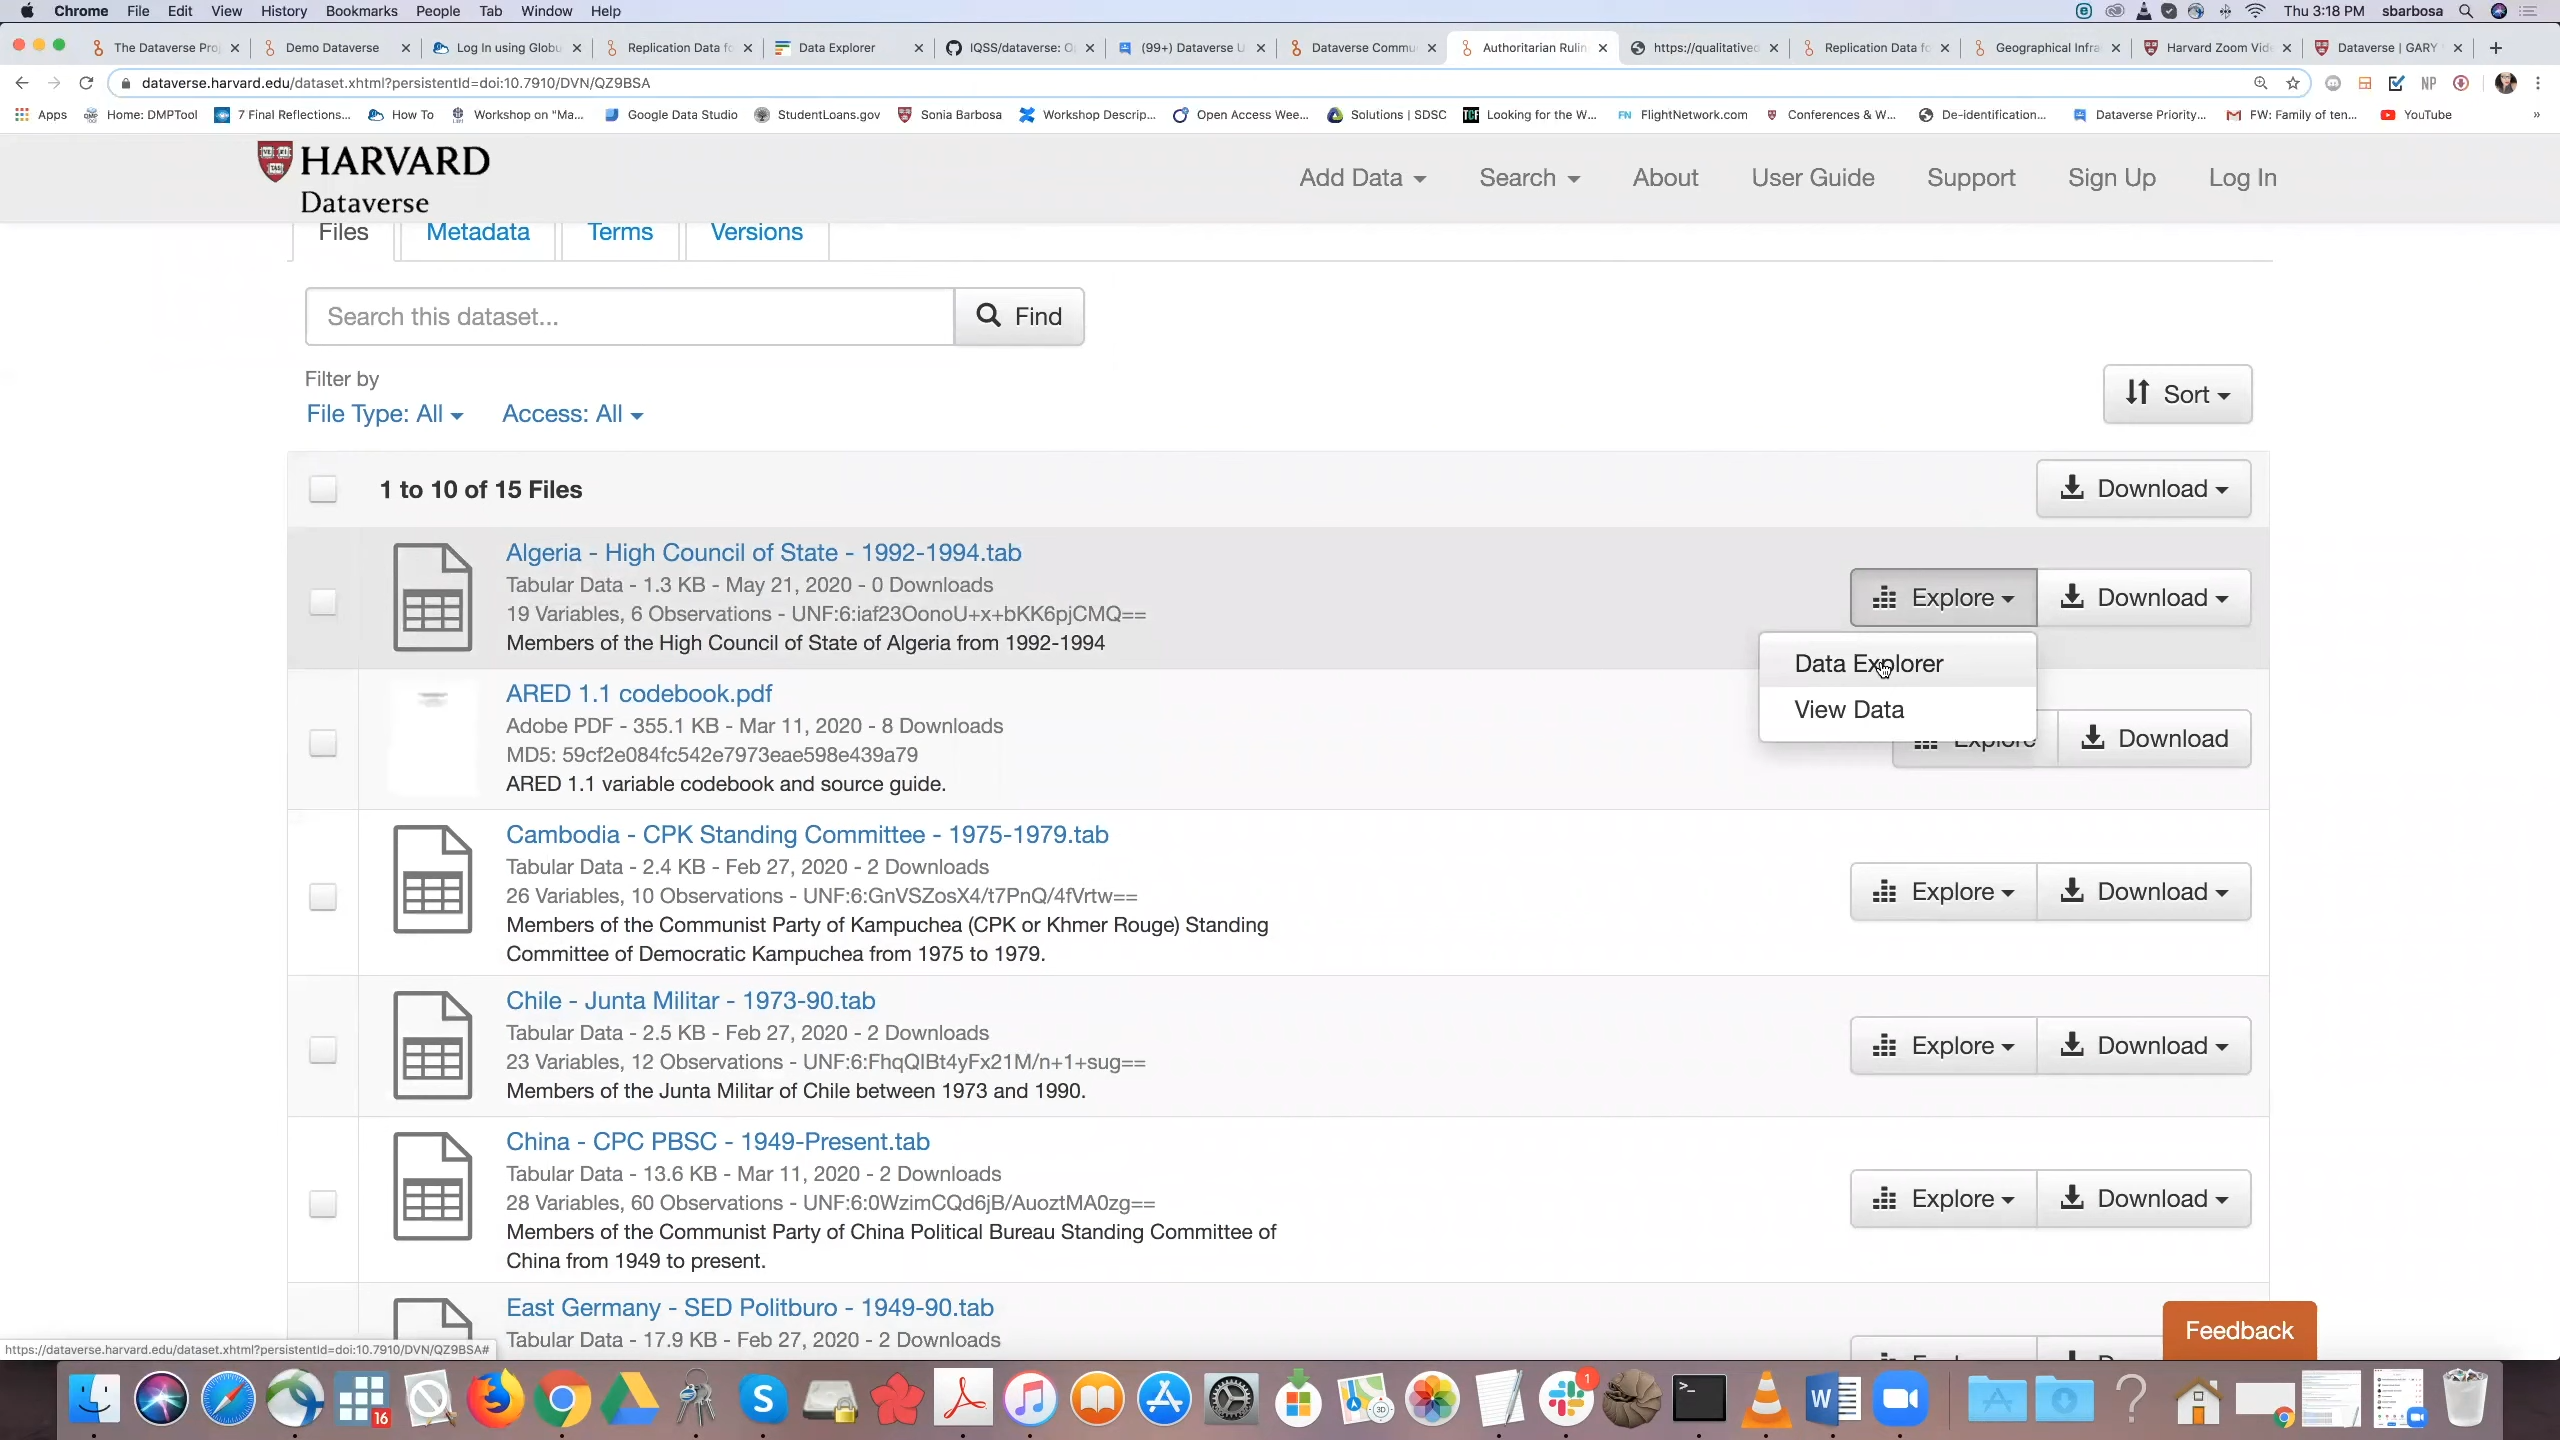 Chrome File Edit View History Bookmarks People Tab Window Help Thu 3:18 PM sbarbosa
The Dataverse Pro Demo Dataverse Log In using Globu Replication Data fo Data Explorer IQSS/dataverse: O (99+) Dataverse U Dataverse Commu Authoritarian Rulin https://qualitatived Replication Data fo Geographical Infra Harvard Zoom Vide Dataverse | GARY
dataverse.harvard.edu/dataset.xhtml?persistentId=doi:10.7910/DVN/QZ9BSA NP
Apps Home: DMPTool 7 Final Reflections... How To Workshop on "Ma... Google Data Studio StudentLoans.gov Sonia Barbosa Workshop Descrip... Open Access Wee... Solutions | SDSC Looking for the W... FlightNetwork.com Conferences & W... De-identification... Dataverse Priority... FW: Family of ten... YouTube »
HARVARD
Dataverse
Add Data Search About User Guide Support Sign Up Log In
Files Metadata Terms Versions
Search this dataset... Find
Filter by
File Type: All Access: All
Sort
1 to 10 of 15 Files
Download
Algeria - High Council of State - 1992-1994.tab
Tabular Data - 1.3 KB - May 21, 2020 - 0 Downloads
19 Variables, 6 Observations - UNF:6:iaf23OonoU+x+bKK6pjCMQ==
Members of the High Council of State of Algeria from 1992-1994
Explore Download
Data Explorer
View Data
ARED 1.1 codebook.pdf
Adobe PDF - 355.1 KB - Mar 11, 2020 - 8 Downloads
MD5: 59cf2e084fc542e7973eae598e439a79
ARED 1.1 variable codebook and source guide.
Explore Download
Cambodia - CPK Standing Committee - 1975-1979.tab
Tabular Data - 2.4 KB - Feb 27, 2020 - 2 Downloads
26 Variables, 10 Observations - UNF:6:GnVSZosX4/t7PnQ/4fVrtw==
Members of the Communist Party of Kampuchea (CPK or Khmer Rouge) Standing
Committee of Democratic Kampuchea from 1975 to 1979.
Explore Download
Chile - Junta Militar - 1973-90.tab
Tabular Data - 2.5 KB - Feb 27, 2020 - 2 Downloads
23 Variables, 12 Observations - UNF:6:FhqQIBt4yFx21M/n+1+sug==
Members of the Junta Militar of Chile between 1973 and 1990.
Explore Download
China - CPC PBSC - 1949-Present.tab
Tabular Data - 13.6 KB - Mar 11, 2020 - 2 Downloads
28 Variables, 60 Observations - UNF:6:0WzimCQd6jB/AuoztMA0zg==
Members of the Communist Party of China Political Bureau Standing Committee of
China from 1949 to present.
Explore Download
East Germany - SED Politburo - 1949-90.tab
Tabular Data - 17.9 KB - Feb 27, 2020 - 2 Downloads
Feedback
https://dataverse.harvard.edu/dataset.xhtml?persistentId=doi:10.7910/DVN/QZ9BSA#
16
3D
1